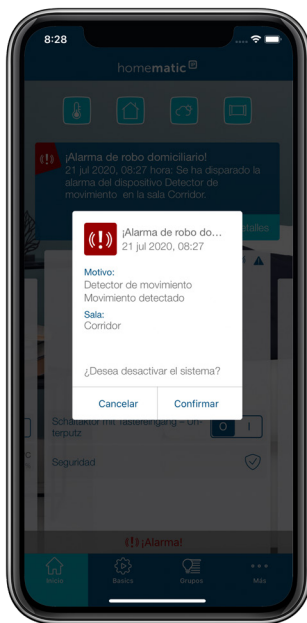 8:28
homematic IP
¡Alarma de robo domiciliario!
21 jul 2020, 08:27 hora: Se ha disparado la
alarma del dispositivo Detector de
movimiento en la sala Corridor.
¡Alarma de robo do...
21 jul 2020, 08:27
Motivo:
Detector de movimiento
Movimiento detectado
Sala:
Corridor
¿Desea desactivar el sistema?
Cancelar Confirmar
Schaltaktor mit Tastereingang – Un-
terputz
O I
Seguridad
¡Alarma!
Inicio Basics Grupos Más